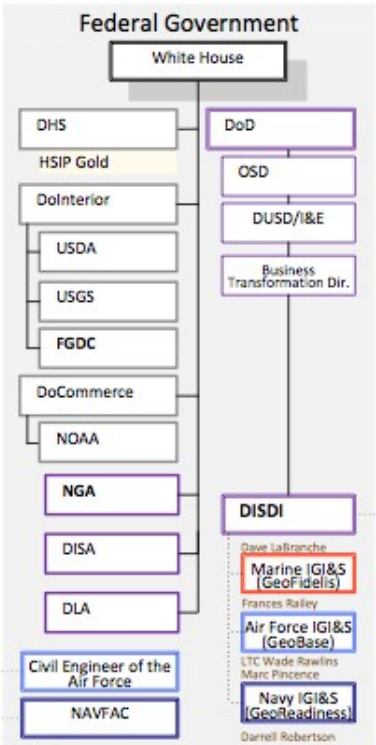 Federal Government
White House
DHS
HSIP Gold
DoInterior
USDA
USGS
FGDC
DoCommerce
NOAA
NGA
DISA
DLA
Civil Engineer of the
Air Force
NAVFAC
DoD
OSD
DUSD/I&E
Business
Transformation Dir.
DISDI
Dave LaBranche
Marine IGI&S
(GeoFidelis)
Frances Railey
Air Force IGI&S
(GeoBase)
LTC Wade Rawlins
Marc Pincence
Navy IGI&S
(GeoReadiness)
Darrell Robertson